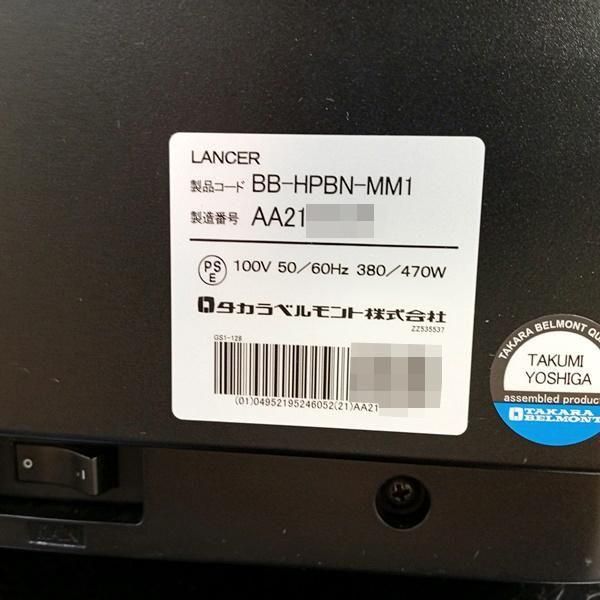 LANCER
製品コード BB-HPBN-MM1
製造番号 AA21
PS
E
100V 50/60Hz 380/470W
タカラベルモント株式会社
ZZ535537
GS1-128
(01)04952195246052(21)AA21
TAKARA BELMONT QU
TAKUMI
YOSHIGA
assembled produc
TAKARA
BELMONT